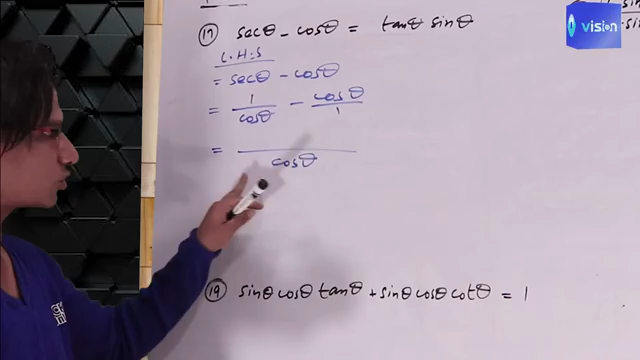 vision
(17) secθ - cosθ = tanθ sinθ
L.H.S
= secθ - cosθ
= 1/cosθ - cosθ/1
= /cosθ
(19) sinθ cosθ tanθ + sinθ cosθ cotθ = 1